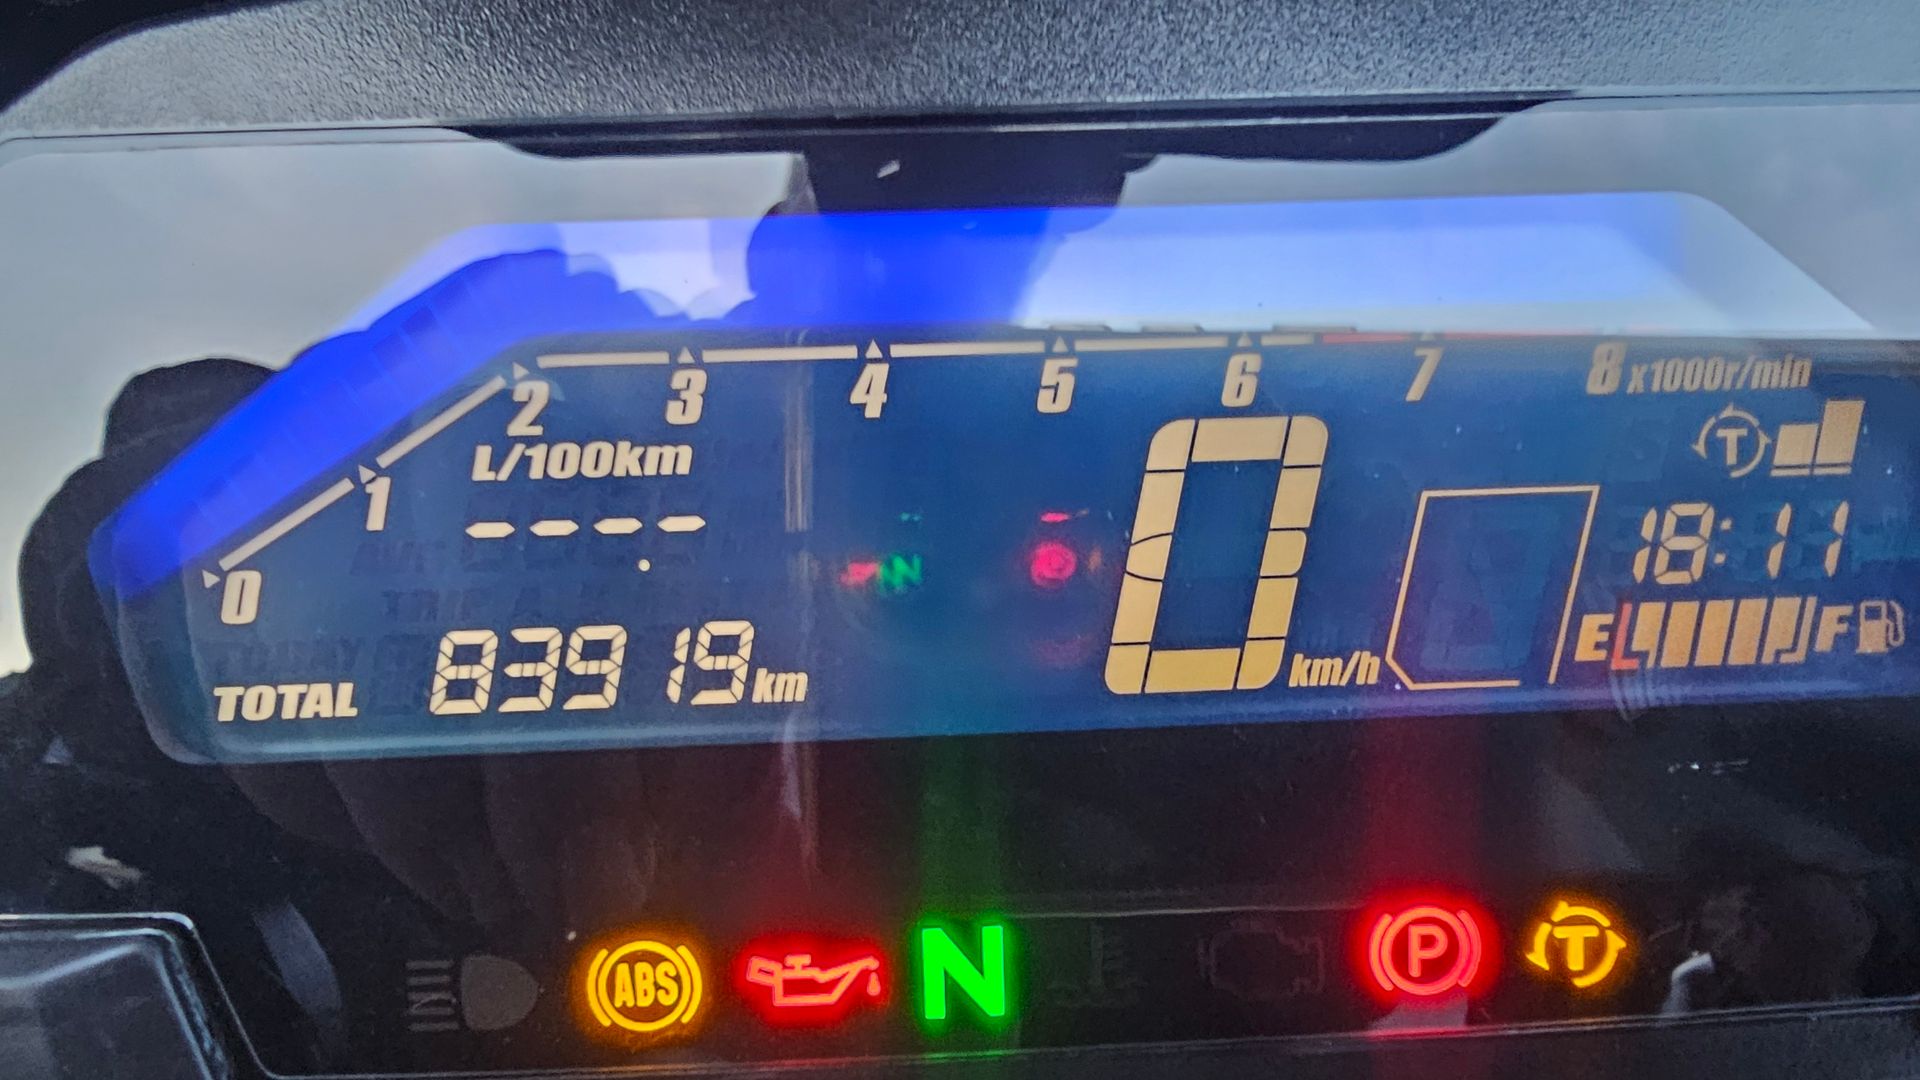 0 1 2 3 4 5 6 7 8 x1000r/min
L/100km
----
T
18:11
0 km/h
E F
TOTAL 83919 km
ABS N P T